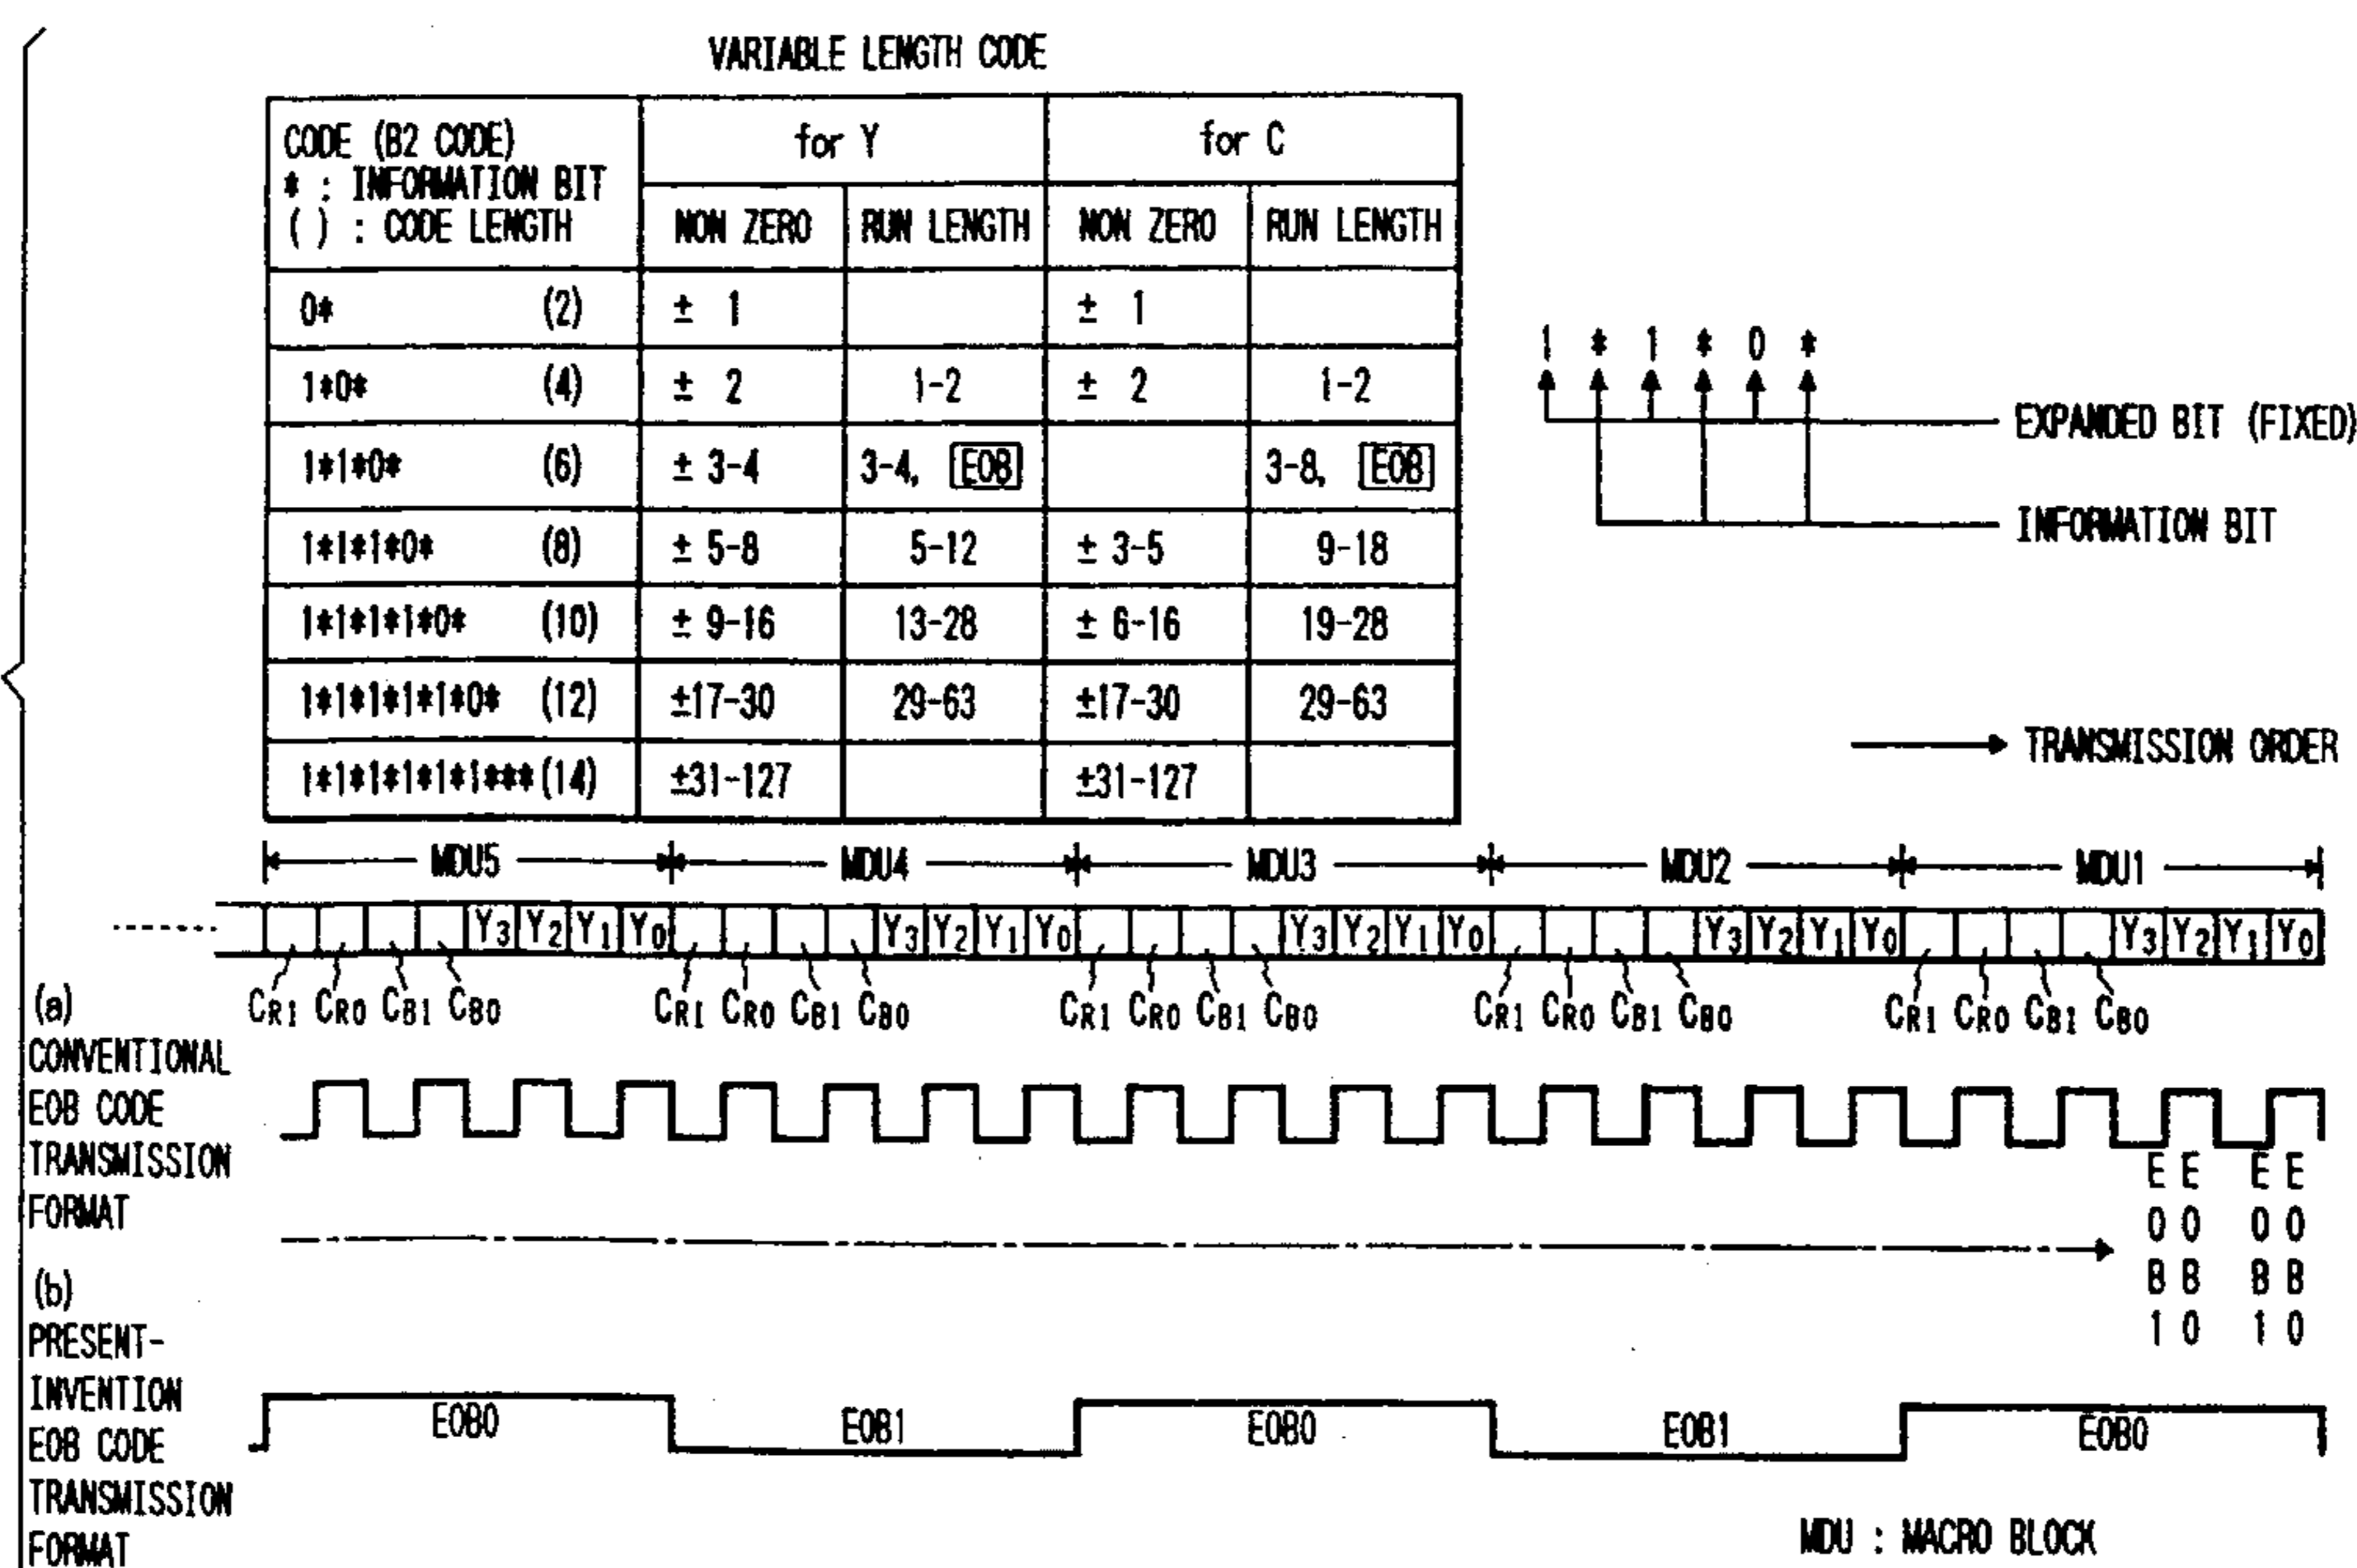 VARIABLE LENGTH CODE
CODE (B2 CODE)
* : INFORMATION BIT
( ) : CODE LENGTH
for Y
for C
NON ZERO RUN LENGTH NON ZERO RUN LENGTH
0* (2) ± 1 ± 1
1*0* (4) ± 2 1-2 ± 2 1-2
1*1*0* (6) ± 3-4 3-4, EOB 3-8, EOB
1*1*1*0* (8) ± 5-8 5-12 ± 3-5 9-18
1*1*1*1*0* (10) ± 9-16 13-28 ± 6-16 19-28
1*1*1*1*1*0* (12) ±17-30 29-63 ±17-30 29-63
1*1*1*1*1*1*** (14) ±31-127 ±31-127
1 * 1 * 0 *
EXPANDED BIT (FIXED)
INFORMATION BIT
TRANSMISSION ORDER
MDU5 MDU4 MDU3 MDU2 MDU1
Y3 Y2 Y1 Y0 Y3 Y2 Y1 Y0 Y3 Y2 Y1 Y0 Y3 Y2 Y1 Y0 Y3 Y2 Y1 Y0
CR1 CR0 CB1 CB0 CR1 CR0 CB1 CB0 CR1 CR0 CB1 CB0 CR1 CR0 CB1 CB0 CR1 CR0 CB1 CB0
(a)
CONVENTIONAL
EOB CODE
TRANSMISSION
FORMAT
EOB1 EOB0 EOB1 EOB0
(b)
PRESENT-
INVENTION
EOB CODE
TRANSMISSION
FORMAT
EOB0 EOB1 EOB0 EOB1 EOB0
MDU : MACRO BLOCK